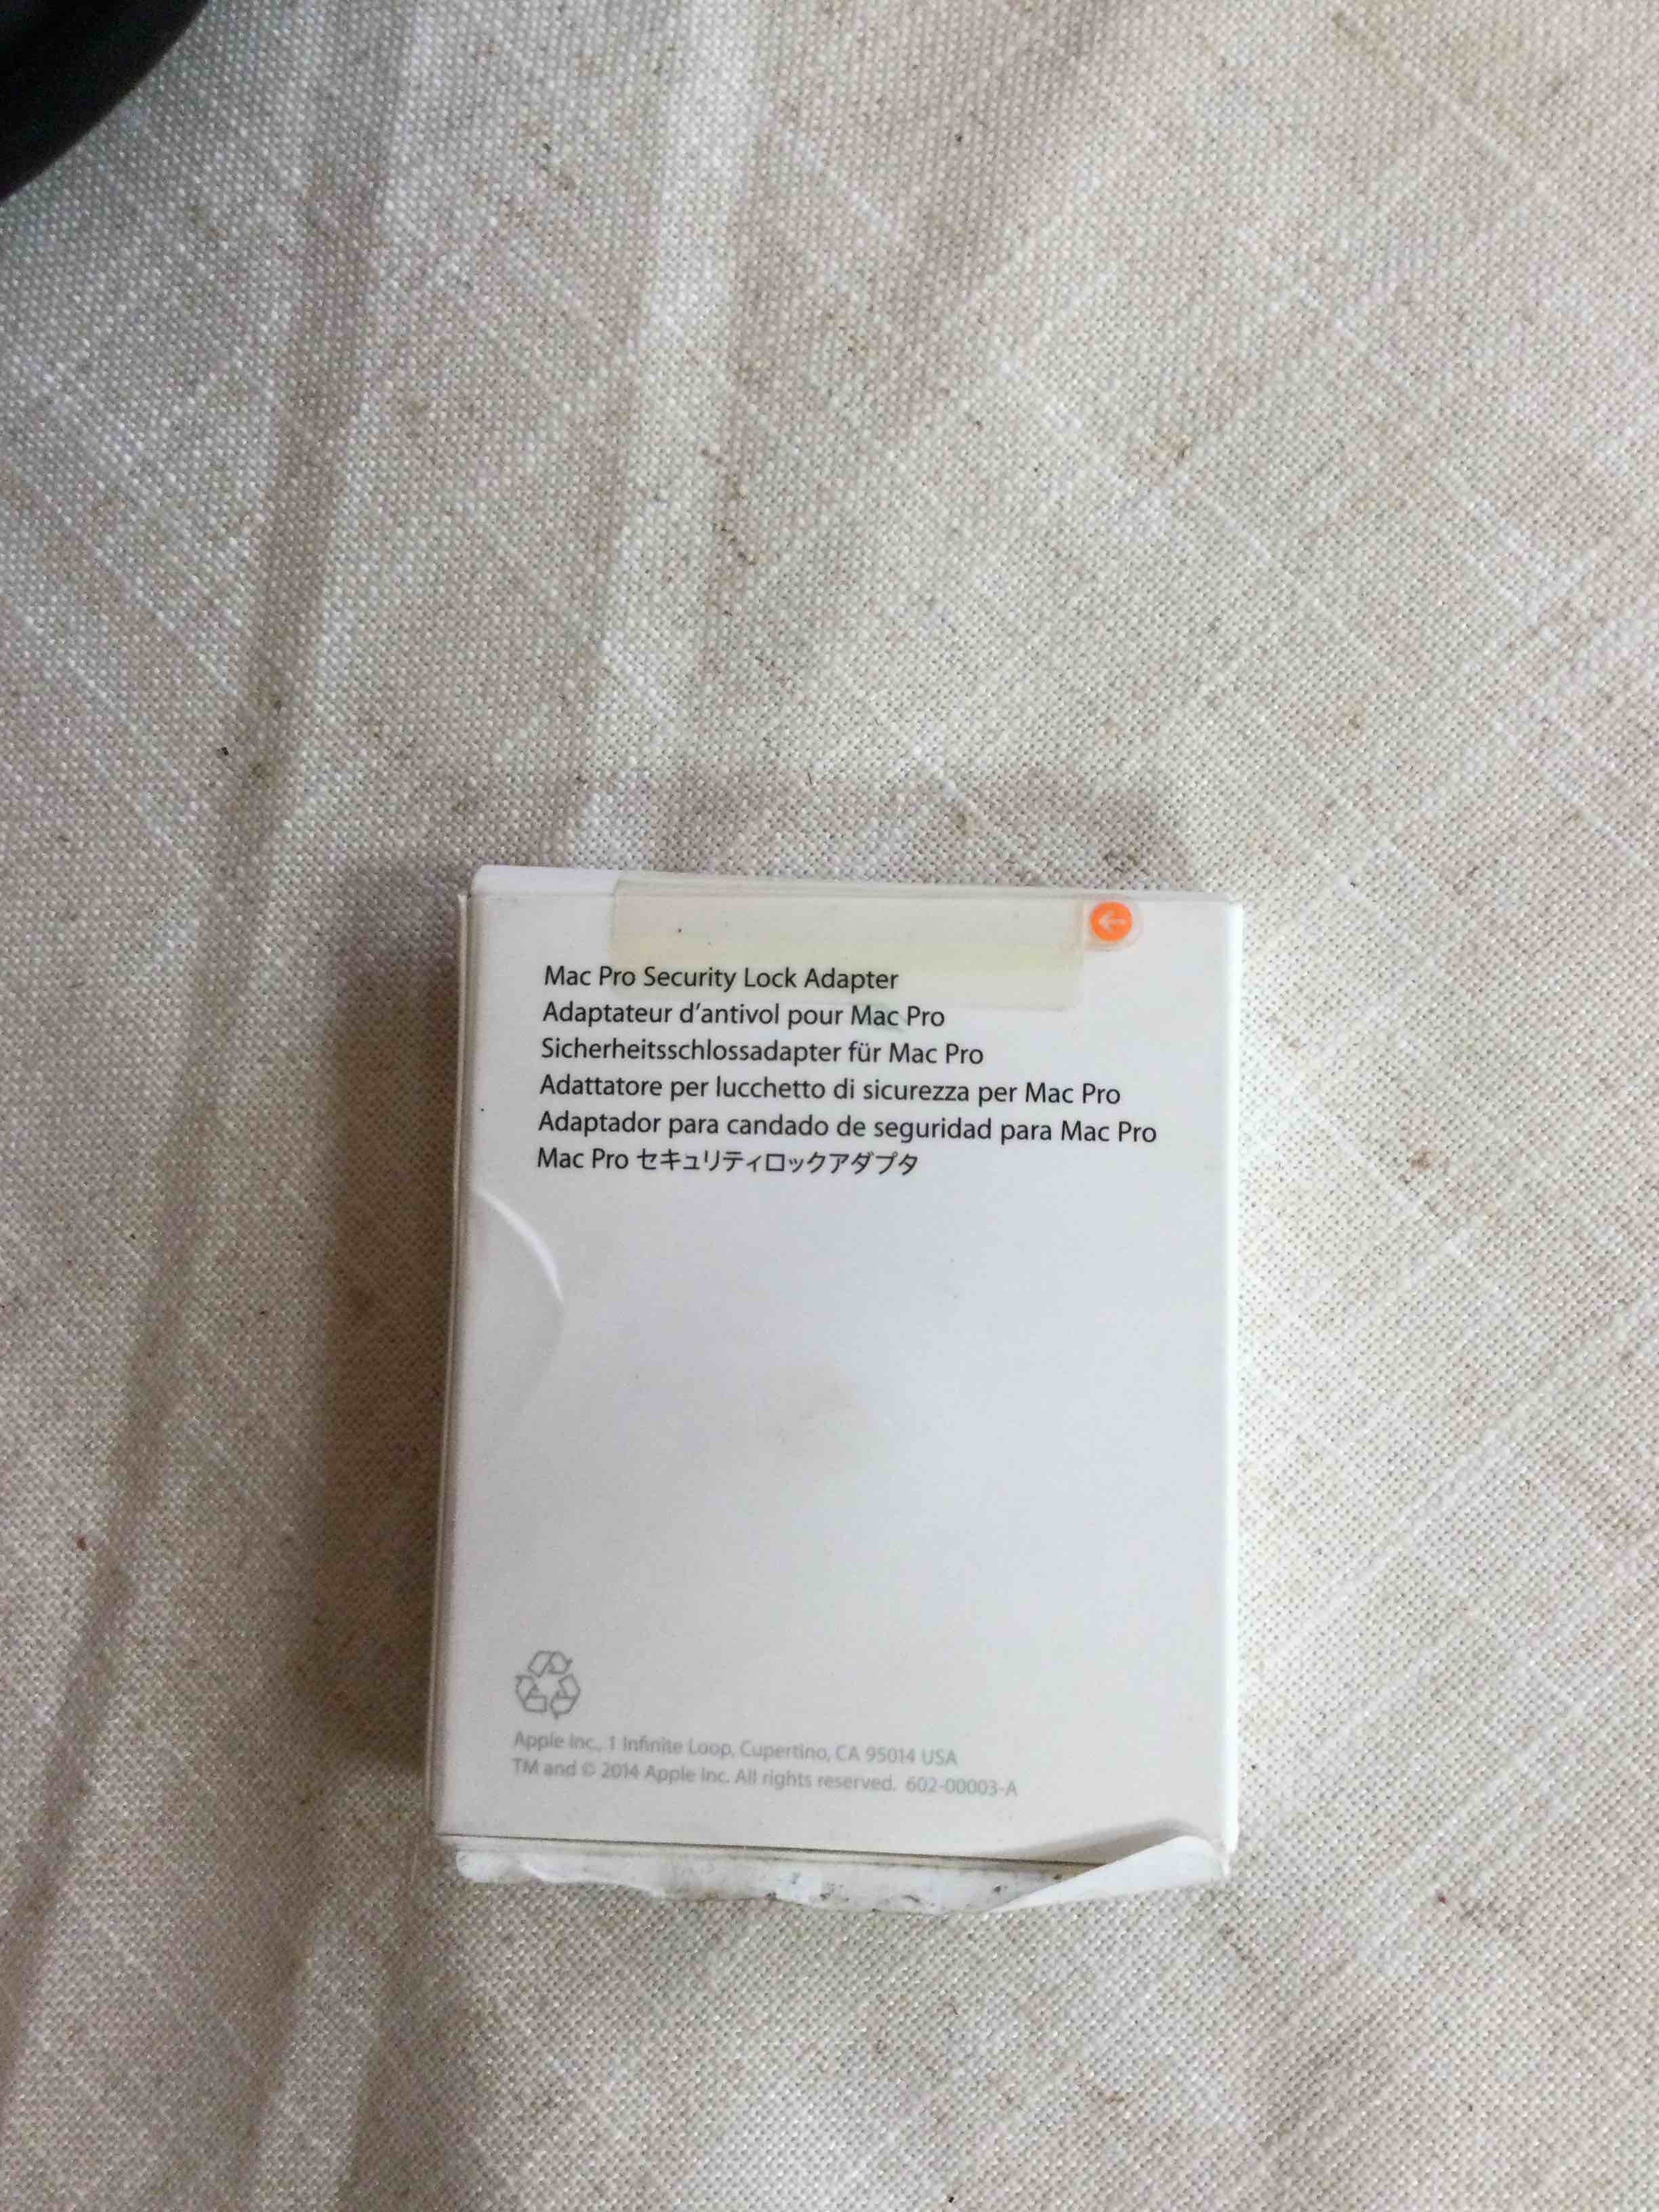 Mac Pro Security Lock Adapter
Adaptateur d'antivol pour Mac Pro
Sicherheitsschlossadapter für Mac Pro
Adattatore per lucchetto di sicurezza per Mac Pro
Adaptador para candado de seguridad para Mac Pro
Mac Pro セキュリティロックアダプタ
Apple Inc., 1 Infinite Loop, Cupertino, CA 95014 USA
TM and © 2014 Apple Inc. All rights reserved. 602-00003-A